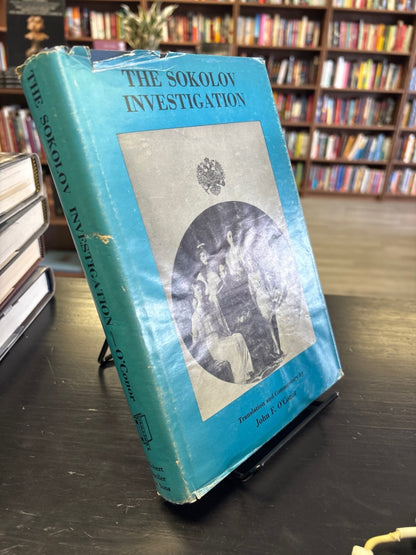 THE SOKOLOV
INVESTIGATION
Translation and Commentary by
John F. O'Conor
THE SOKOLOV INVESTIGATION — O'Conor